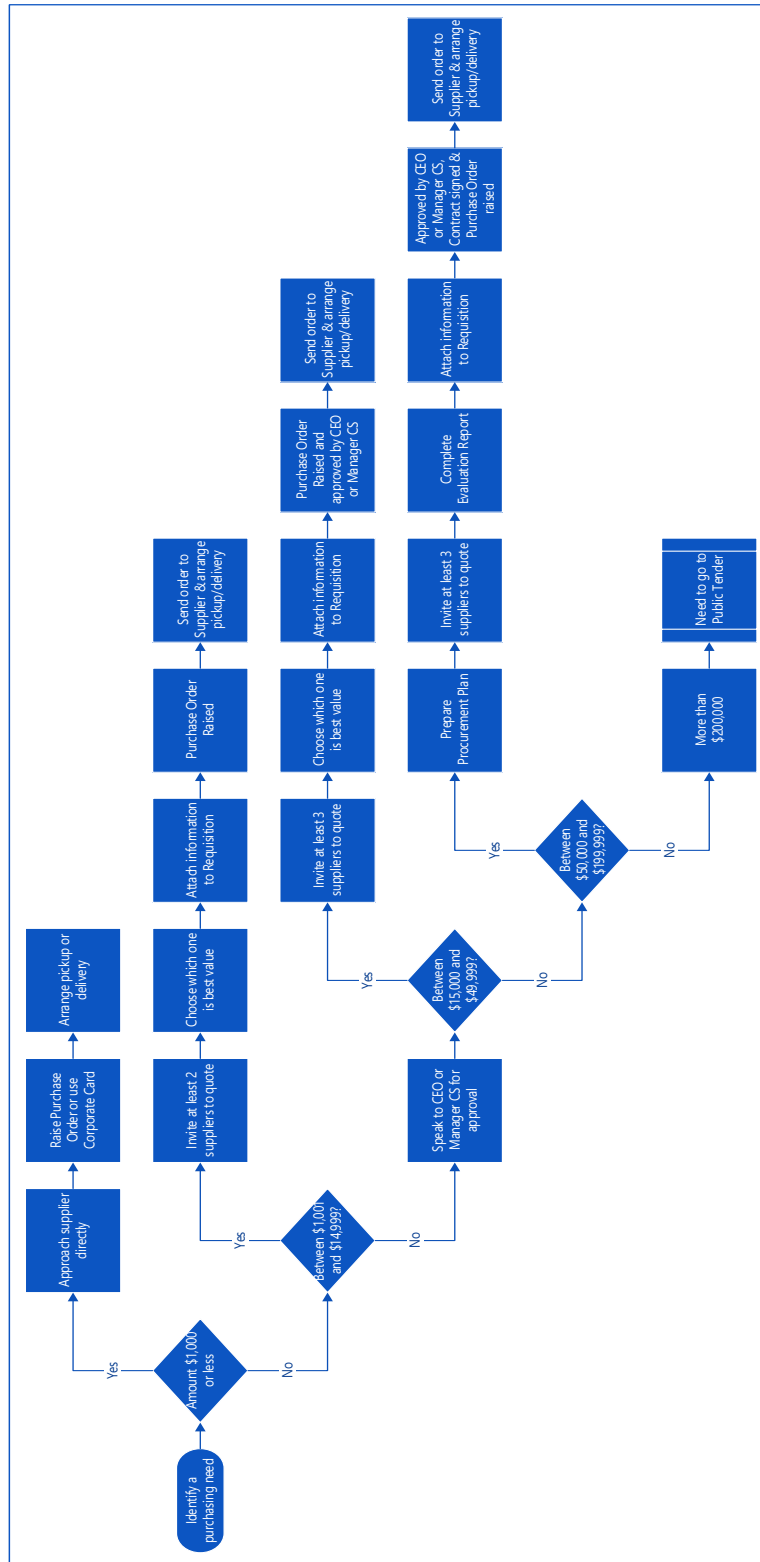 Identify a
purchasing need
Amount $1,000
or less
Yes
Approach supplier
directly
Raise Purchase
Order or use
Corporate Card
Arrange pickup or
delivery
No
Between $1,001
and $14,999?
Yes
Invite at least 2
suppliers to quote
Choose which one
is best value
Attach information
to Requisition
Purchase Order
Raised
Send order to
Supplier & arrange
pickup/delivery
No
Speak to CEO or
Manager CS for
approval
Between
$15,000 and
$49,999?
Yes
Invite at least 3
suppliers to quote
Choose which one
is best value
Attach information
to Requisition
Purchase Order
Raised and
approved by CEO
or Manager CS
Send order to
Supplier & arrange
pickup/delivery
No
Between
$50,000 and
$199,999?
Yes
Prepare
Procurement Plan
Invite at least 3
suppliers to quote
Complete
Evaluation Report
Attach information
to Requisition
Approved by CEO
or Manager CS,
Contract signed &
Purchase Order
raised
Send order to
Supplier & arrange
pickup/delivery
No
More than
$200,000
Need to go to
Public Tender